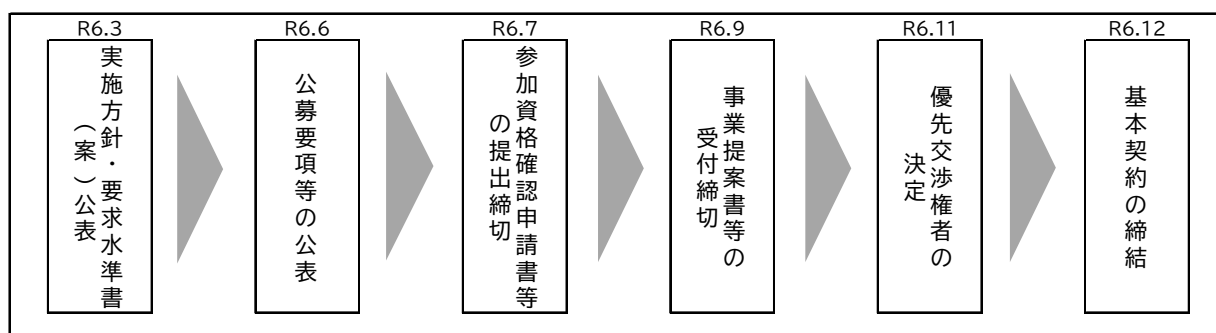 R6.3
実施方針・要求水準書
（案）公表
R6.6
公募要項等の公表
R6.7
参加資格確認申請書等
の提出締切
R6.9
事業提案書等の
受付締切
R6.11
優先交渉権者の
決定
R6.12
基本契約の締結